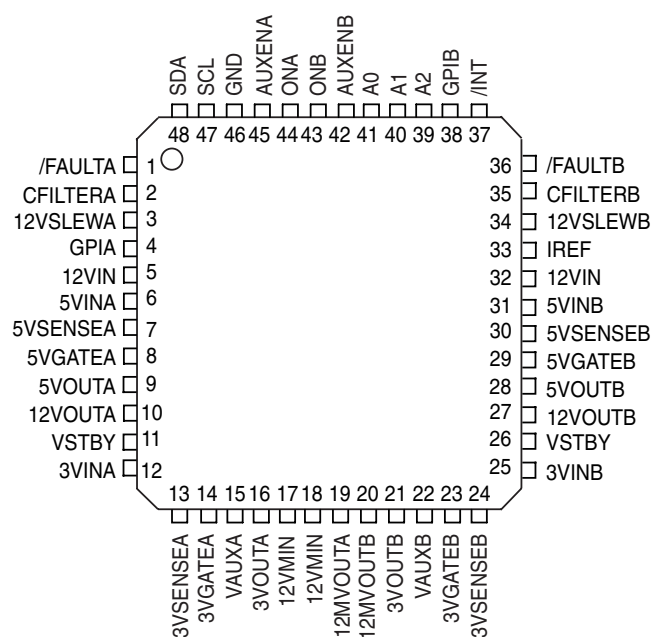 SDA
SCL
GND
AUXENA
ONA
ONB
AUXENB
A0
A1
A2
GPIB
/INT
48 47 46 45 44 43 42 41 40 39 38 37
/FAULTA 1
CFILTERA 2
12VSLEWA 3
GPIA 4
12VIN 5
5VINA 6
5VSENSEA 7
5VGATEA 8
5VOUTA 9
12VOUTA 10
VSTBY 11
3VINA 12
36 /FAULTB
35 CFILTERB
34 12VSLEWB
33 IREF
32 12VIN
31 5VINB
30 5VSENSEB
29 5VGATEB
28 5VOUTB
27 12VOUTB
26 VSTBY
25 3VINB
13 14 15 16 17 18 19 20 21 22 23 24
3VSENSEA
3VGATEA
VAUXA
3VOUTA
12VMIN
12VMIN
12MVOUTA
12MVOUTB
3VOUTB
VAUXB
3VGATEB
3VSENSEB